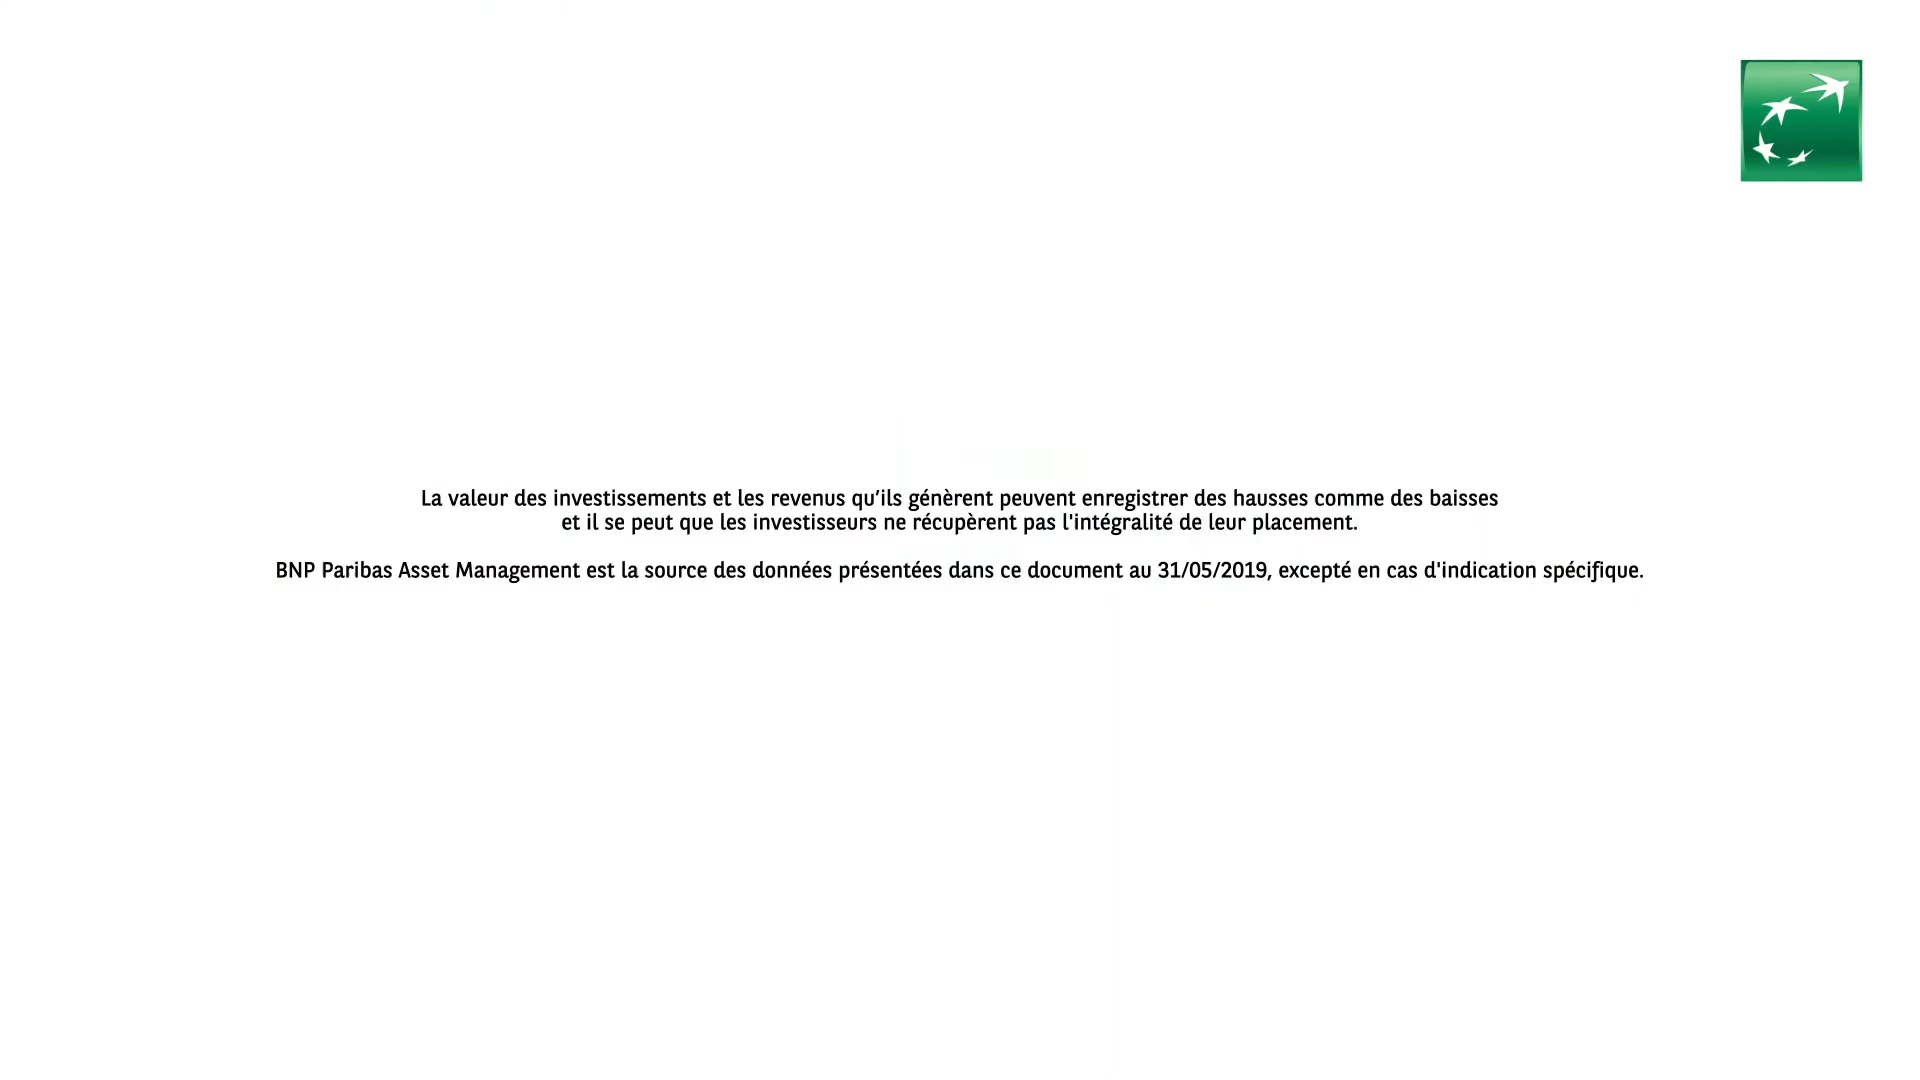 La valeur des investissements et les revenus qu’ils génèrent peuvent enregistrer des hausses comme des baisses
et il se peut que les investisseurs ne récupèrent pas l'intégralité de leur placement.
BNP Paribas Asset Management est la source des données présentées dans ce document au 31/05/2019, excepté en cas d'indication spécifique.